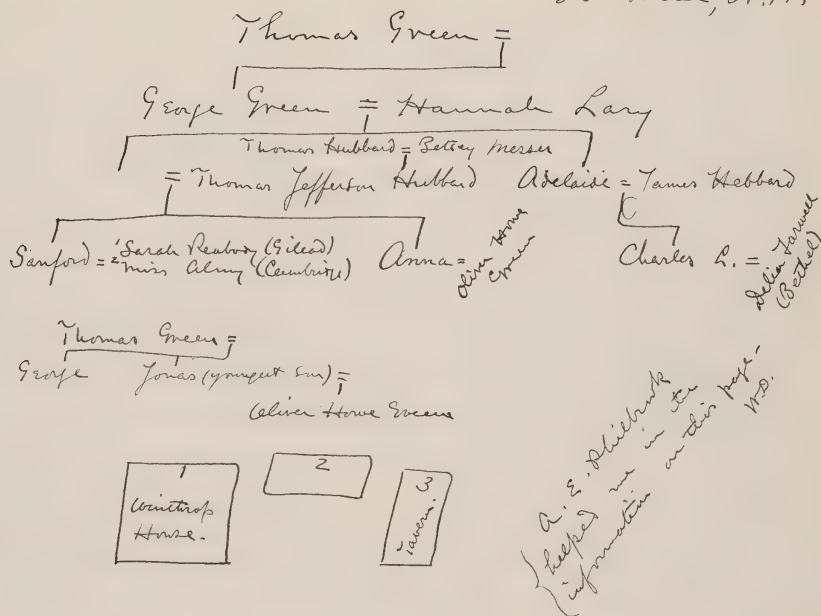 Thomas Green =
George Green = Hannah Lary
Thomas Hubbard = Betsey Messer
= Thomas Jefferson Hubbard Adelaide = James Hebbard
Sanford = 1 Sarah Peabody (Gilead)
2 Miss Almy (Cambridge)
Anna =
Oliver Howe
Green
Charles L. =
Delia Farwell
(Bethel)
Thomas Green =
George Jonas (youngest son) =
Oliver Howe Greene
1
Winthrop
House.
2
Tavern. 3
A. E. Philbrook
helped me in the
information on this page -
W.D.